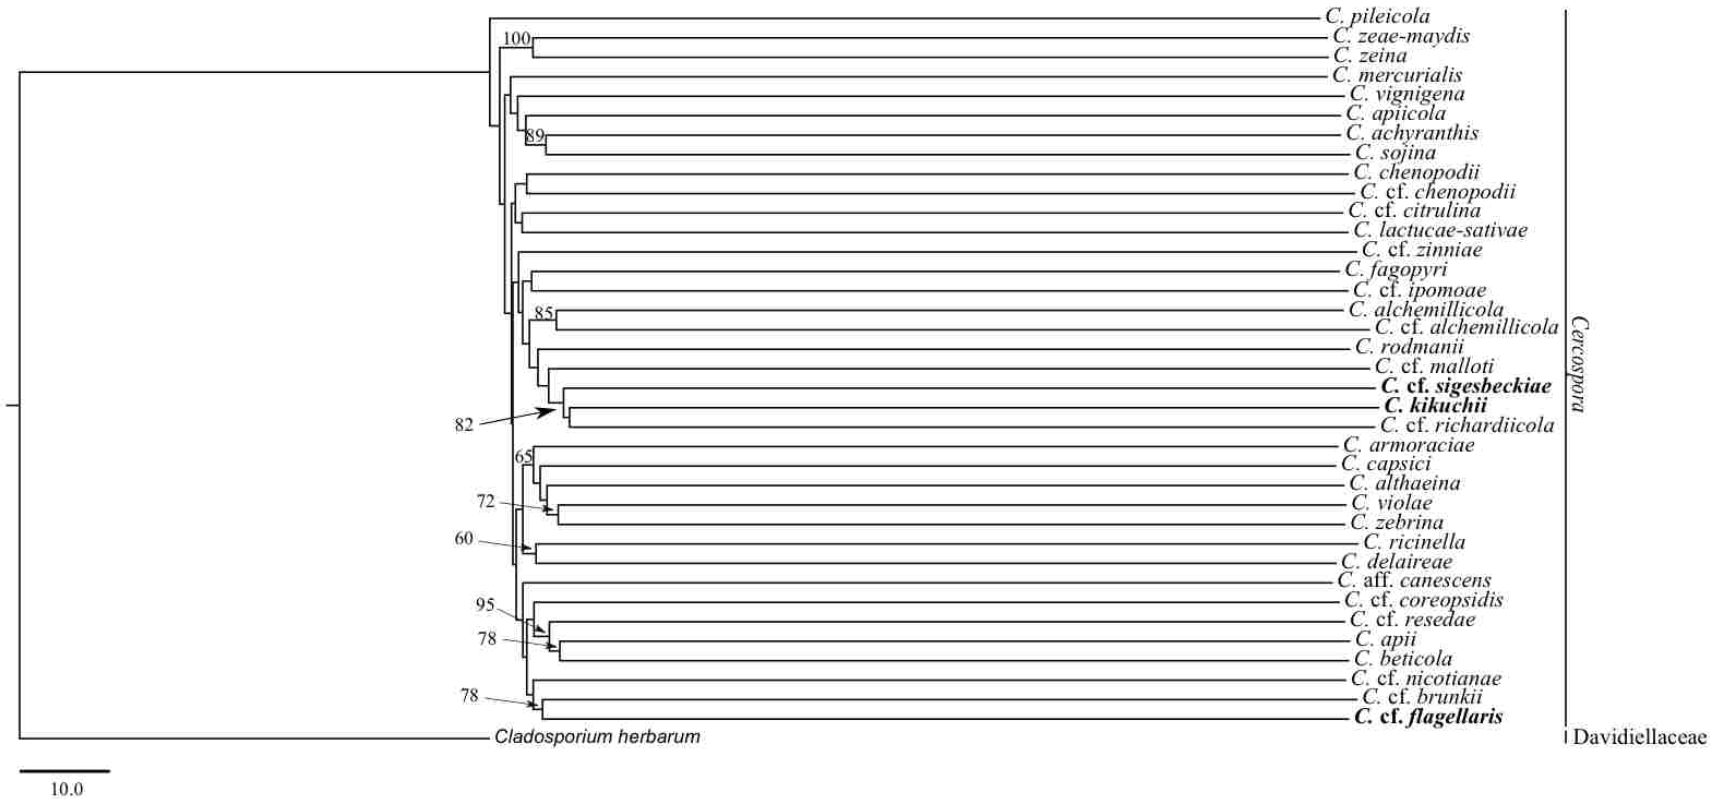 C. pileicola
100
C. zeae-maydis
C. zeina
C. mercurialis
C. vignigena
C. apiicola
89
C. achyranthis
C. sojina
C. chenopodii
C. cf. chenopodii
C. cf. citrulina
C. lactucae-sativae
C. cf. zinniae
C. fagopyri
C. cf. ipomoae
85
C. alchemillicola
C. cf. alchemillicola
C. rodmanii
C. cf. malloti
C. cf. sigesbeckiae
C. kikuchii
82
C. cf. richardiicola
C. armoraciae
65
C. capsici
C. althaeina
72
C. violae
C. zebrina
60
C. ricinella
C. delaireae
C. aff. canescens
95
C. cf. coreopsidis
C. cf. resedae
78
C. apii
C. beticola
C. cf. nicotianae
78
C. cf. brunkii
C. cf. flagellaris
Cercospora
Cladosporium herbarum
Davidiellaceae
10.0